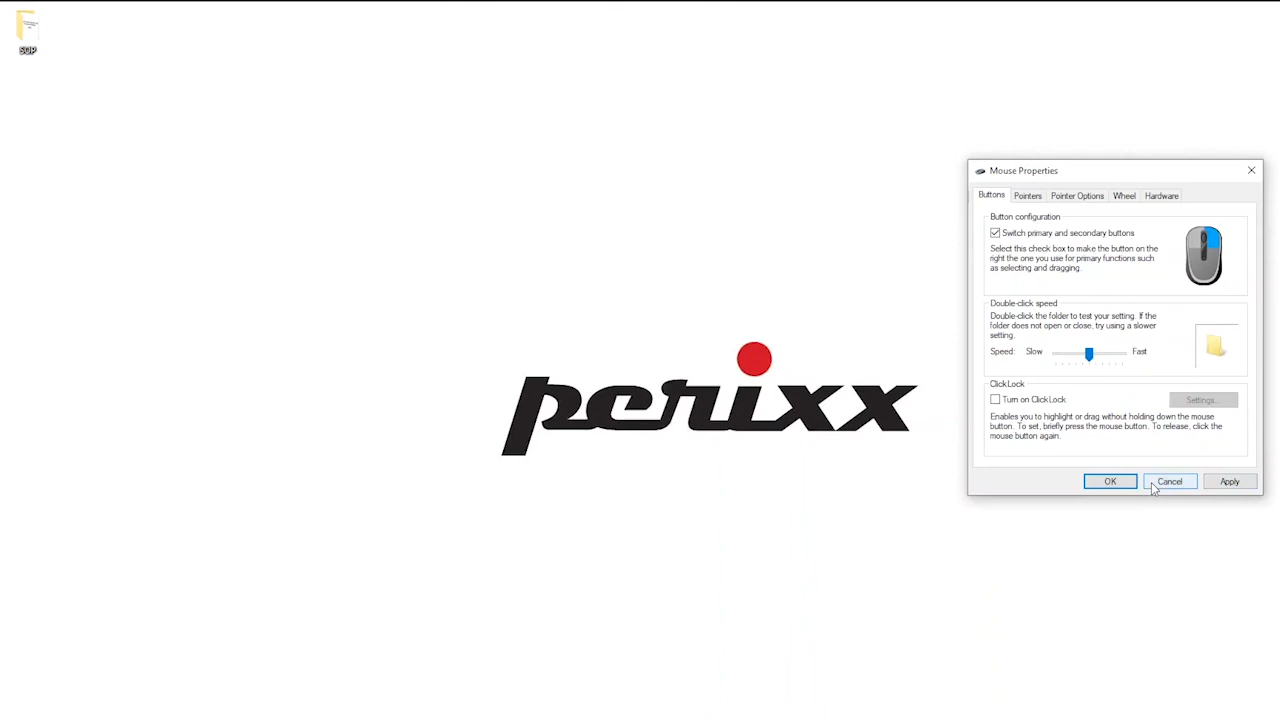 SOP
perixx
Mouse Properties
Buttons Pointers Pointer Options Wheel Hardware
Button configuration
Switch primary and secondary buttons
Select this check box to make the button on the
right the one you use for primary functions such
as selecting and dragging.
Double-click speed
Double-click the folder to test your setting. If the
folder does not open or close, try using a slower
setting.
Speed: Slow Fast
ClickLock
Turn on ClickLock Settings...
Enables you to highlight or drag without holding down the mouse
button. To set, briefly press the mouse button. To release, click the
mouse button again.
OK Cancel Apply